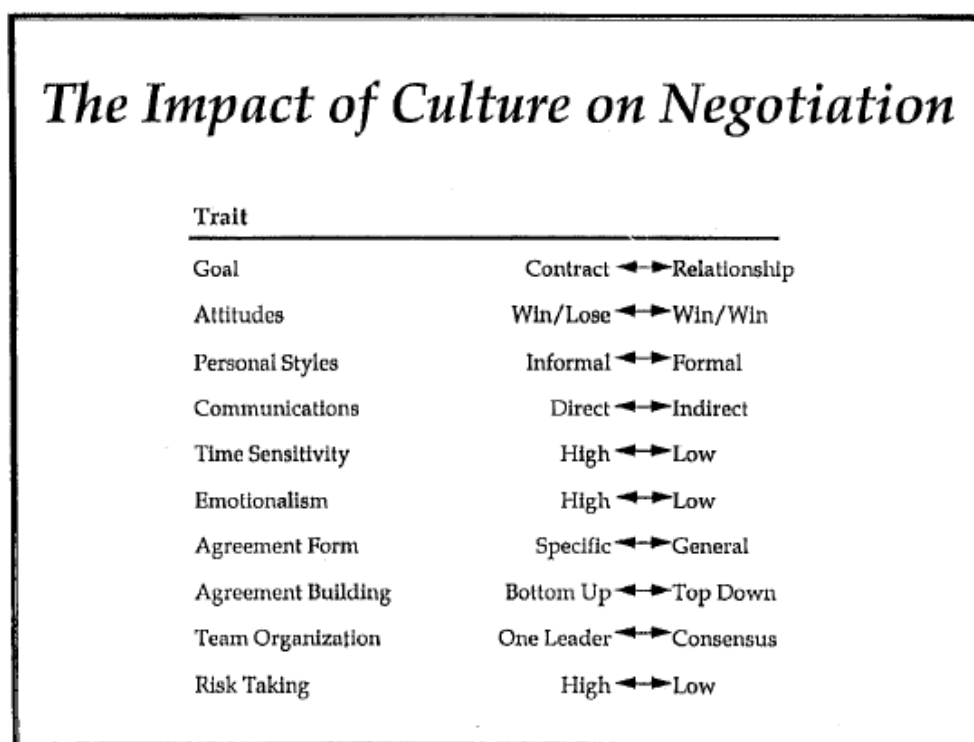 The Impact of Culture on Negotiation
Trait
Goal Contract ◄─►Relationship
Attitudes Win/Lose ◄─►Win/Win
Personal Styles Informal ◄─►Formal
Communications Direct ◄─►Indirect
Time Sensitivity High ◄─►Low
Emotionalism High ◄─►Low
Agreement Form Specific ◄─►General
Agreement Building Bottom Up ◄─►Top Down
Team Organization One Leader ◄─►Consensus
Risk Taking High ◄─►Low